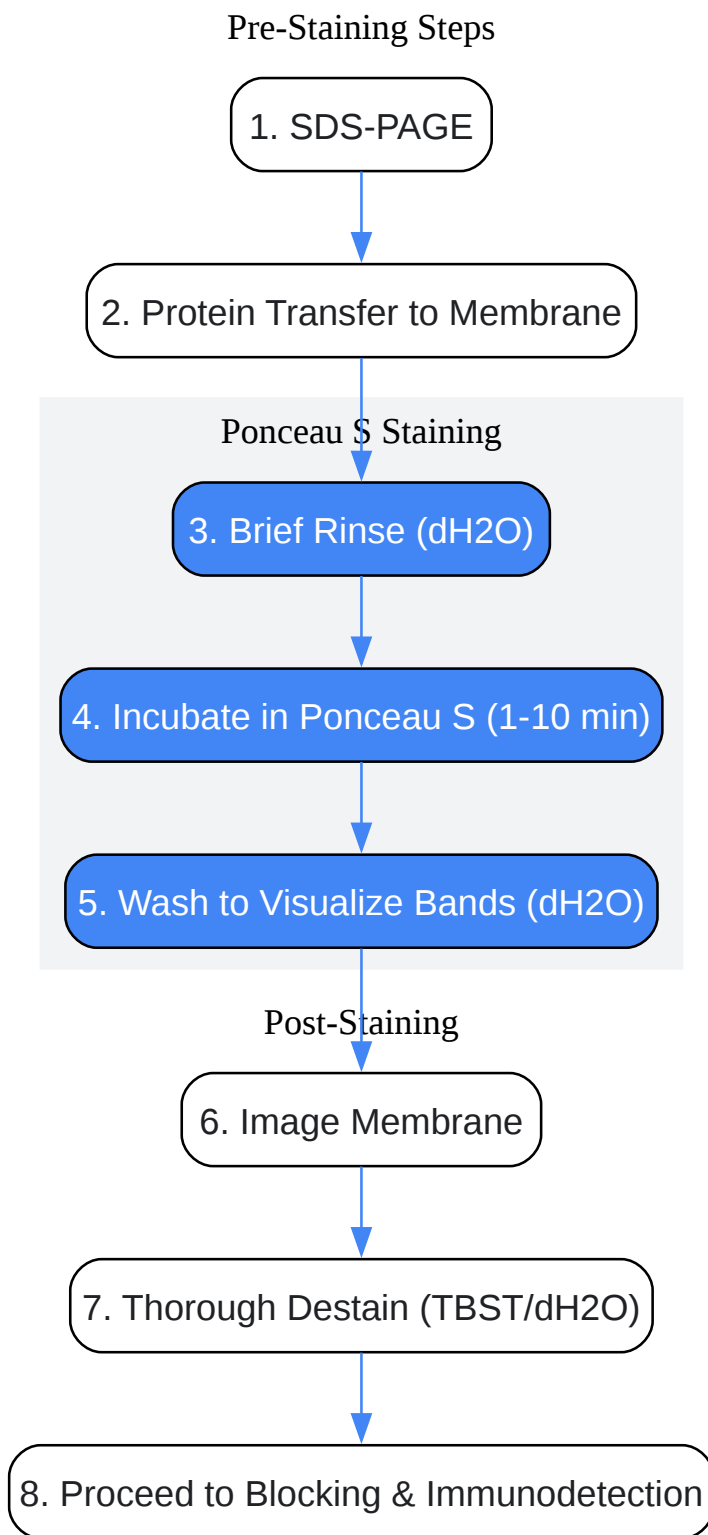 Pre-Staining Steps
1. SDS-PAGE
2. Protein Transfer to Membrane
Ponceau S Staining
3. Brief Rinse (dH2O)
4. Incubate in Ponceau S (1-10 min)
5. Wash to Visualize Bands (dH2O)
Post-Staining
6. Image Membrane
7. Thorough Destain (TBST/dH2O)
8. Proceed to Blocking & Immunodetection